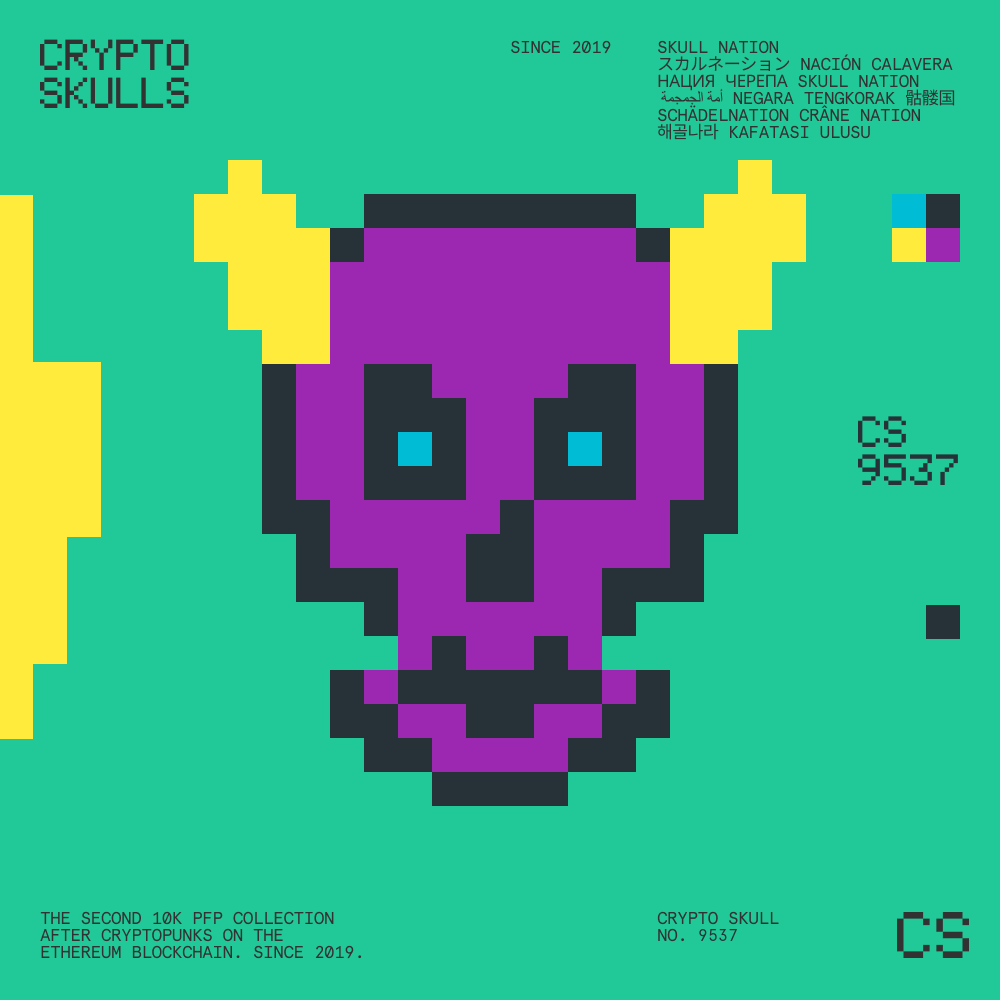 CRYPTO
SKULLS
SINCE 2019
SKULL NATION
スカルネーション NACIÓN CALAVERA
НАЦИЯ ЧЕРЕПА SKULL NATION
أمة الجمجمة NEGARA TENGKORAK 骷髅国
SCHÄDELNATION CRÂNE NATION
해골나라 KAFATASI ULUSU
CS
9537
THE SECOND 10K PFP COLLECTION
AFTER CRYPTOPUNKS ON THE
ETHEREUM BLOCKCHAIN. SINCE 2019.
CRYPTO SKULL
NO. 9537
CS